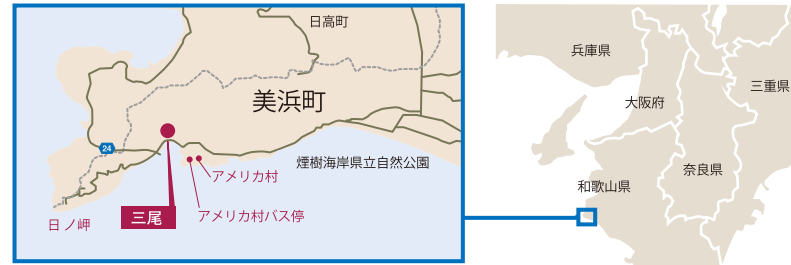 日高町
美浜町
24
煙樹海岸県立自然公園
アメリカ村
アメリカ村バス停
三尾
日ノ岬
兵庫県
三重県
大阪府
奈良県
和歌山県